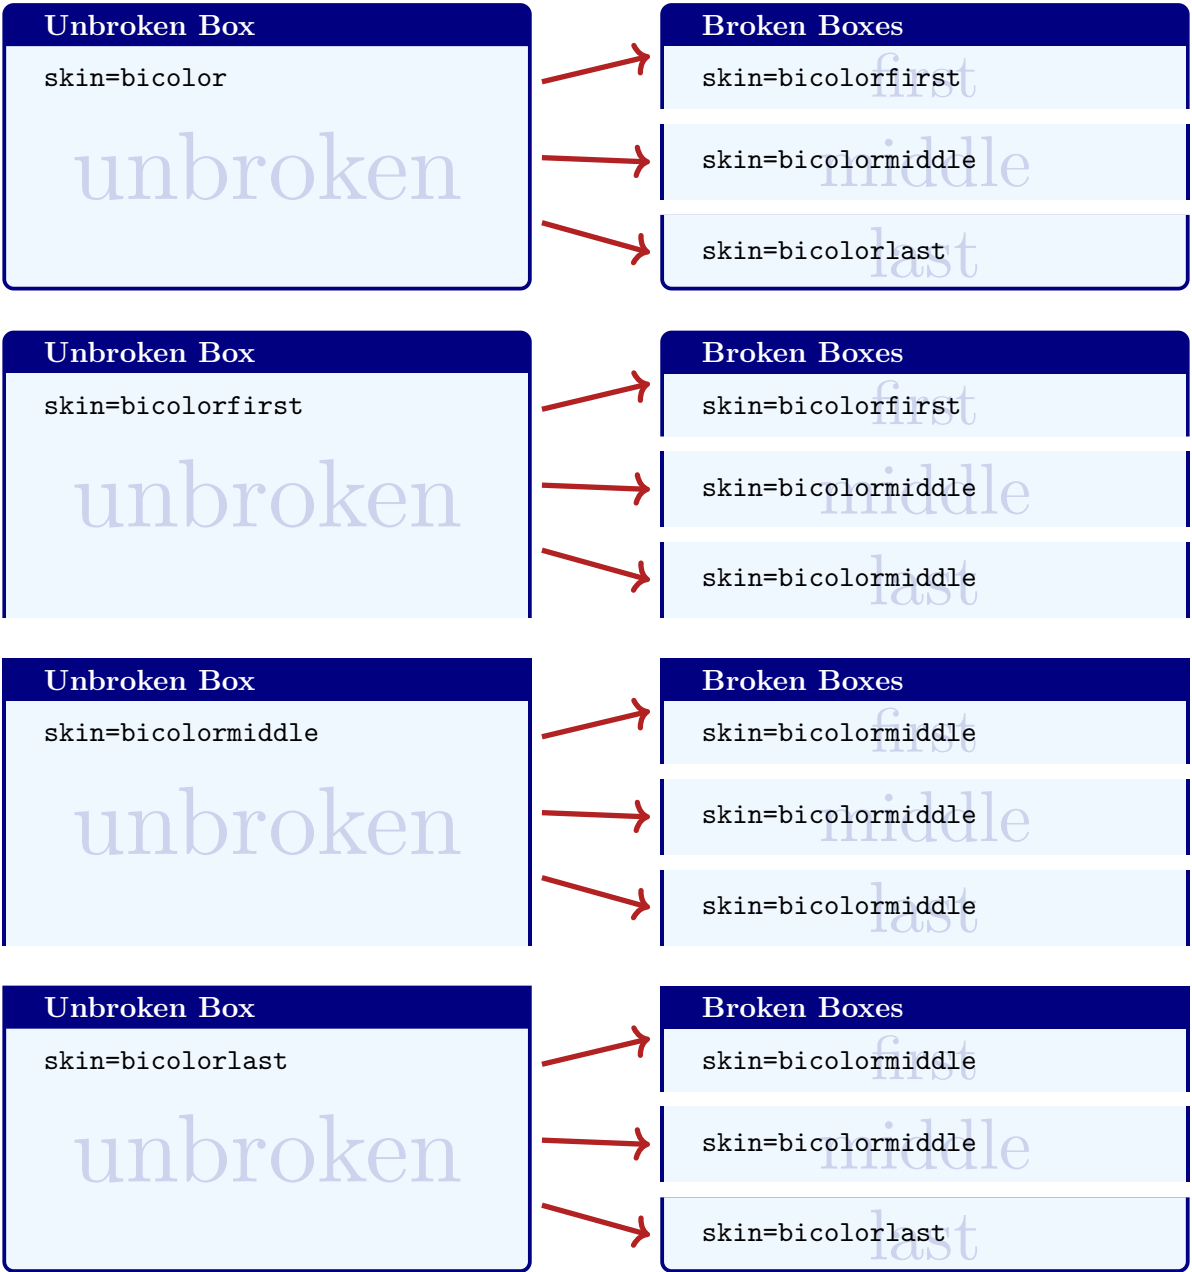 Unbroken Box
skin=bicolor
unbroken
Broken Boxes
first
skin=bicolorfirst
middle
skin=bicolormiddle
last
skin=bicolorlast
Unbroken Box
skin=bicolorfirst
unbroken
Broken Boxes
first
skin=bicolorfirst
middle
skin=bicolormiddle
last
skin=bicolormiddle
Unbroken Box
skin=bicolormiddle
unbroken
Broken Boxes
first
skin=bicolormiddle
middle
skin=bicolormiddle
last
skin=bicolormiddle
Unbroken Box
skin=bicolorlast
unbroken
Broken Boxes
first
skin=bicolormiddle
middle
skin=bicolormiddle
last
skin=bicolorlast